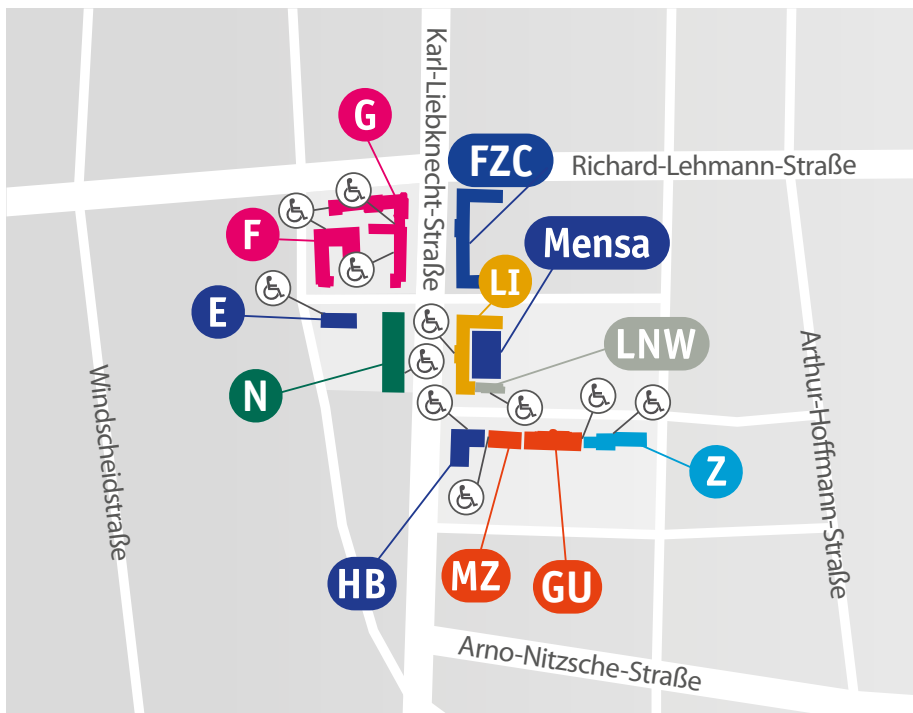 Karl-Liebknecht-Straße
G
FZC
Richard-Lehmann-Straße
F
Mensa
LI
E
LNW
N
Windscheidstraße
Arthur-Hoffmann-Straße
Z
HB
MZ
GU
Arno-Nitzsche-Straße